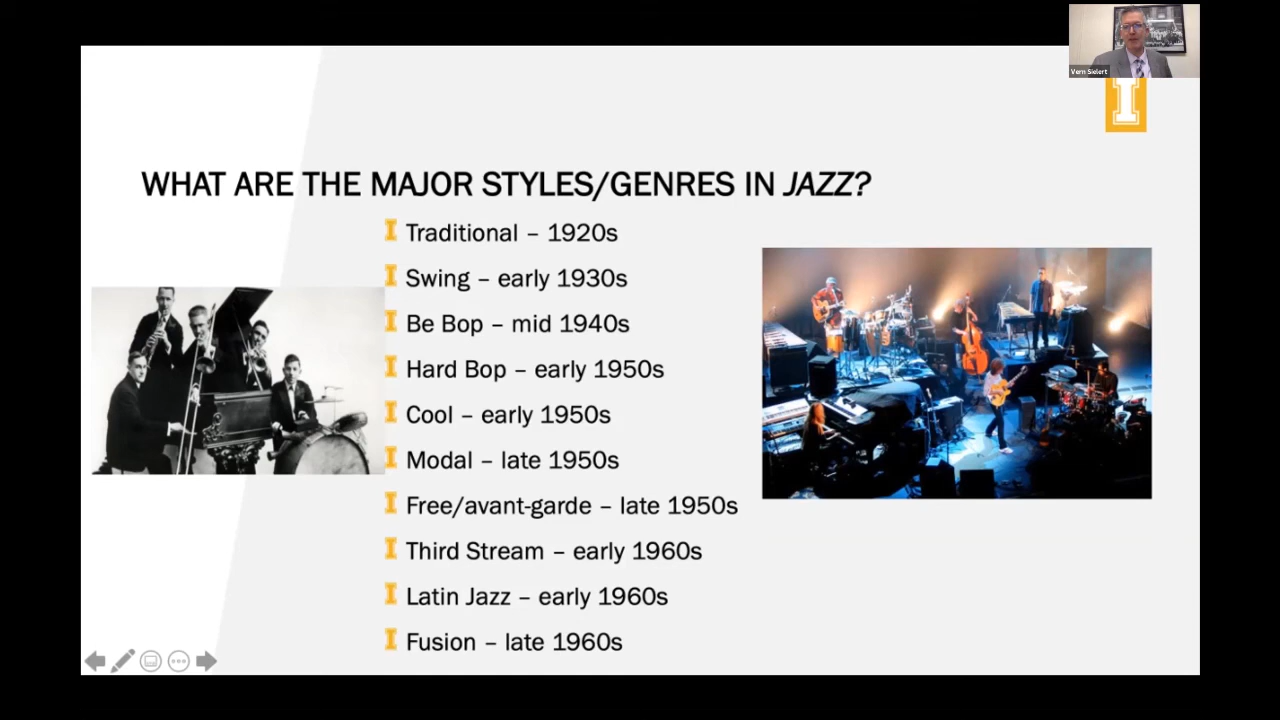 Vern Sielert
I
WHAT ARE THE MAJOR STYLES/GENRES IN JAZZ?
Traditional – 1920s
Swing – early 1930s
Be Bop – mid 1940s
Hard Bop – early 1950s
Cool – early 1950s
Modal – late 1950s
Free/avant-garde – late 1950s
Third Stream – early 1960s
Latin Jazz – early 1960s
Fusion – late 1960s